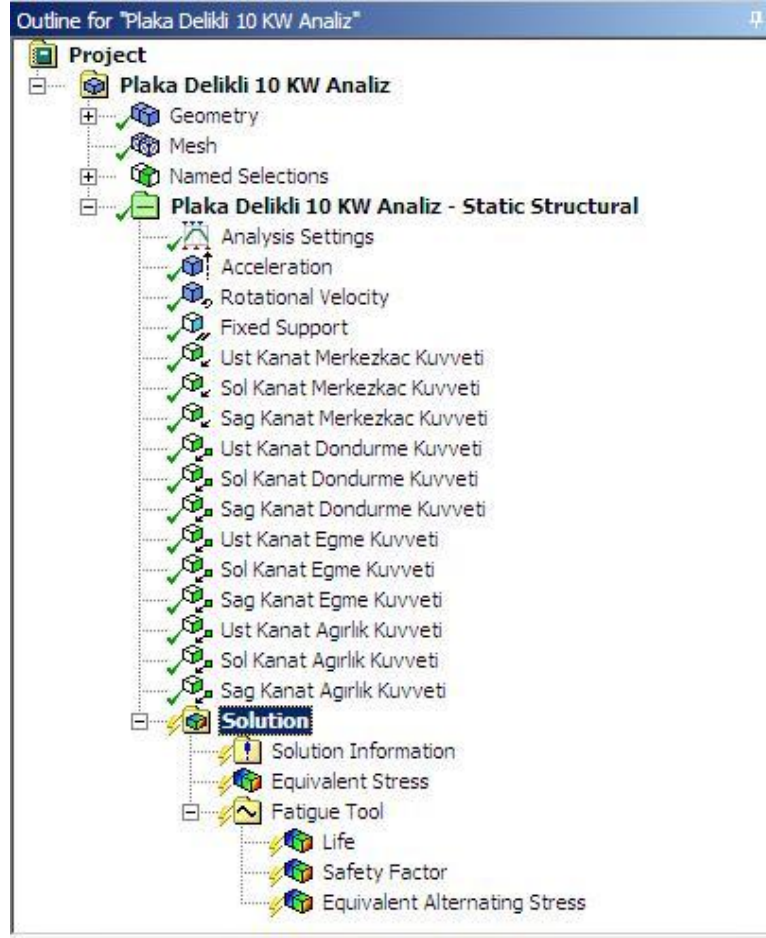 Outline for "Plaka Delikli 10 KW Analiz"
Project
Plaka Delikli 10 KW Analiz
Geometry
Mesh
Named Selections
Plaka Delikli 10 KW Analiz - Static Structural
Analysis Settings
Acceleration
Rotational Velocity
Fixed Support
Ust Kanat Merkezkac Kuvveti
Sol Kanat Merkezkac Kuvveti
Sag Kanat Merkezkac Kuvveti
Ust Kanat Dondurme Kuvveti
Sol Kanat Dondurme Kuvveti
Sag Kanat Dondurme Kuvveti
Ust Kanat Egme Kuvveti
Sol Kanat Egme Kuvveti
Sag Kanat Egme Kuvveti
Ust Kanat Agırlık Kuvveti
Sol Kanat Agırlık Kuvveti
Sag Kanat Agırlık Kuvveti
Solution
Solution Information
Equivalent Stress
Fatigue Tool
Life
Safety Factor
Equivalent Alternating Stress